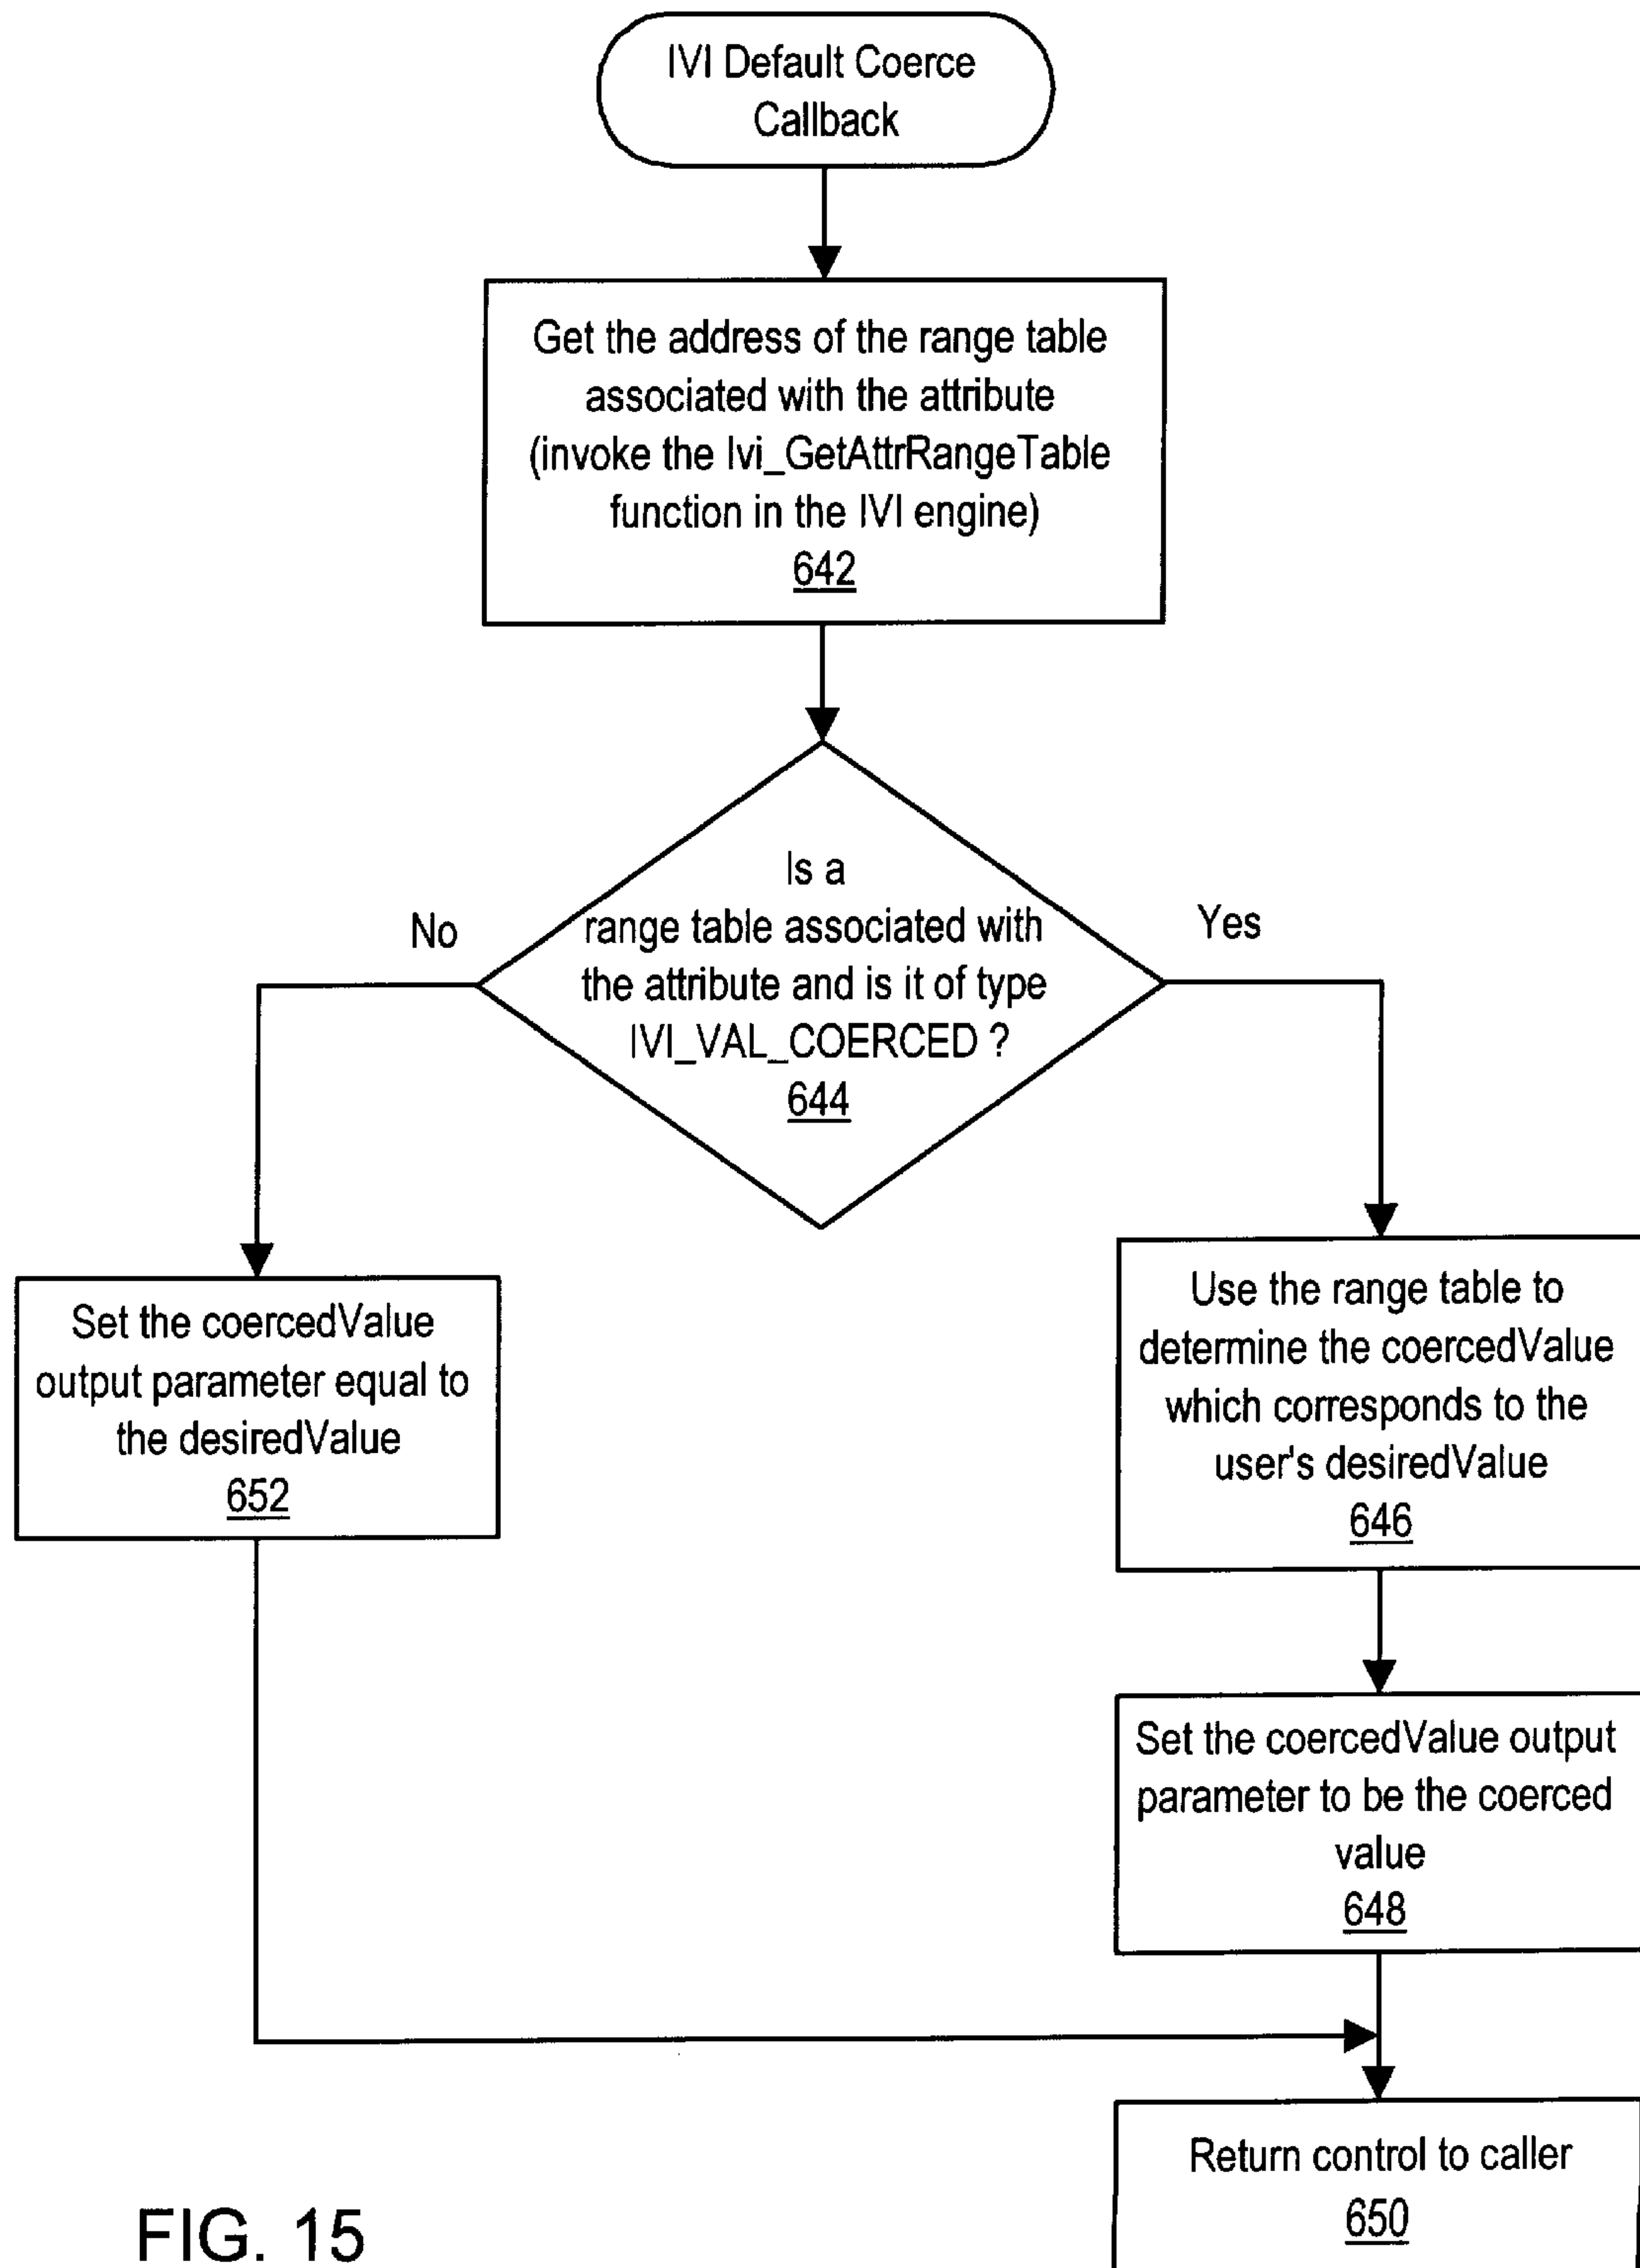 IVI Default Coerce
Callback
Get the address of the range table
associated with the attribute
(invoke the Ivi_GetAttrRangeTable
function in the IVI engine)
642
Is a
range table associated with
the attribute and is it of type
IVI_VAL_COERCED ?
644
No
Yes
Set the coercedValue
output parameter equal to
the desiredValue
652
Use the range table to
determine the coercedValue
which corresponds to the
user's desiredValue
646
Set the coercedValue output
parameter to be the coerced
value
648
Return control to caller
650
FIG. 15